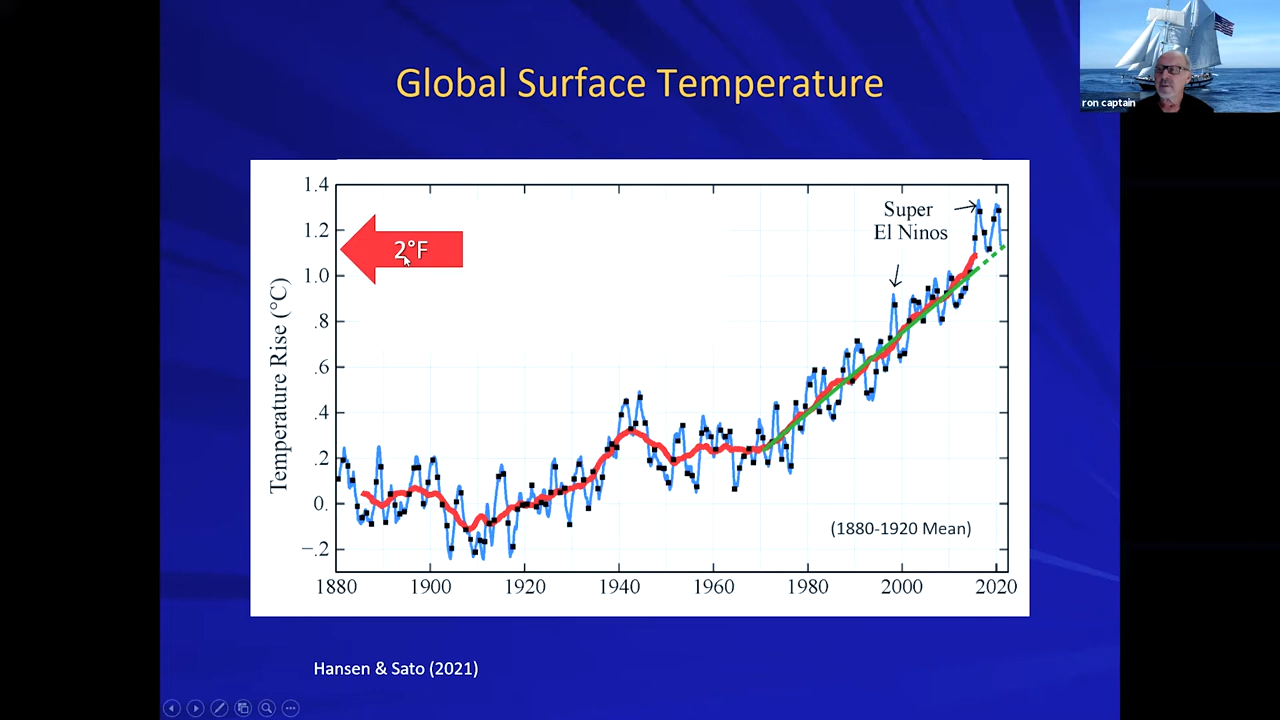 Global Surface Temperature
ron captain
Temperature Rise (°C)
1.4
1.2
1.0
.8
.6
.4
.2
0.
−.2
2°F
Super
El Ninos
(1880-1920 Mean)
1880 1900 1920 1940 1960 1980 2000 2020
Hansen & Sato (2021)